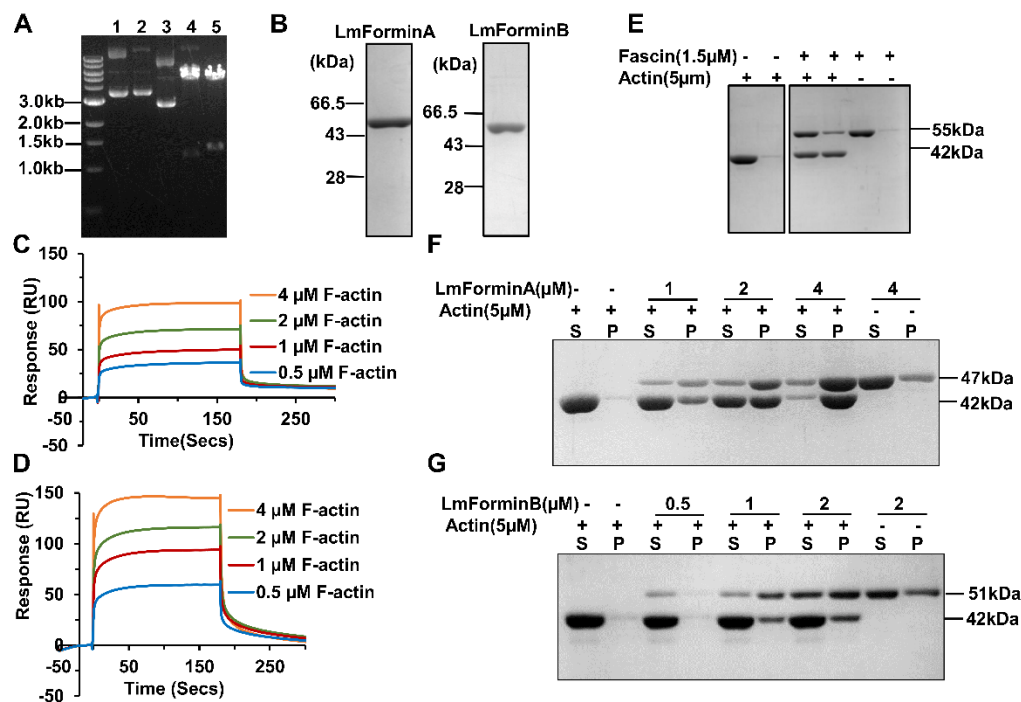 A
1 2 3 4 5
3.0kb
2.0kb
1.5kb
1.0kb
B
LmForminA
(kDa)
66.5
43
28
LmForminB
(kDa)
66.5
43
28
E
Fascin(1.5μM) - - + + + +
Actin(5μm) + + + + - -
55kDa
42kDa
C
Response (RU)
150
100
50
0
-50
50 150 250
Time(Secs)
4 μM F-actin
2 μM F-actin
1 μM F-actin
0.5 μM F-actin
D
Response (RU)
150
100
50
0
-50
-50
50 150 250
Time (Secs)
4 μM F-actin
2 μM F-actin
1 μM F-actin
0.5 μM F-actin
F
LmForminA(μM) - - 1 2 4 4
Actin(5μM) + + + + + + + + - -
S P S P S P S P S P
47kDa
42kDa
G
LmForminB(μM) - - 0.5 1 2 2
Actin(5μM) + + + + + + + + - -
S P S P S P S P S P
51kDa
42kDa